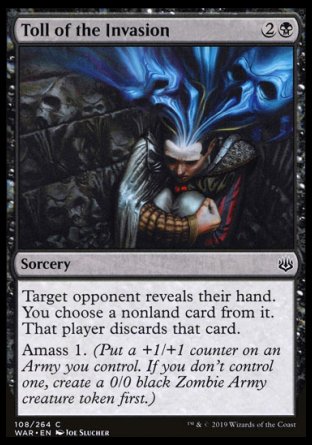 Toll of the Invasion 2
Sorcery
Target opponent reveals their hand.
You choose a nonland card from it.
That player discards that card.
Amass 1. (Put a +1/+1 counter on an
Army you control. If you don't control
one, create a 0/0 black Zombie Army
creature token first.)
108/264 C
WAR • EN Joe Slucher ™ & © 2019 Wizards of the Coast